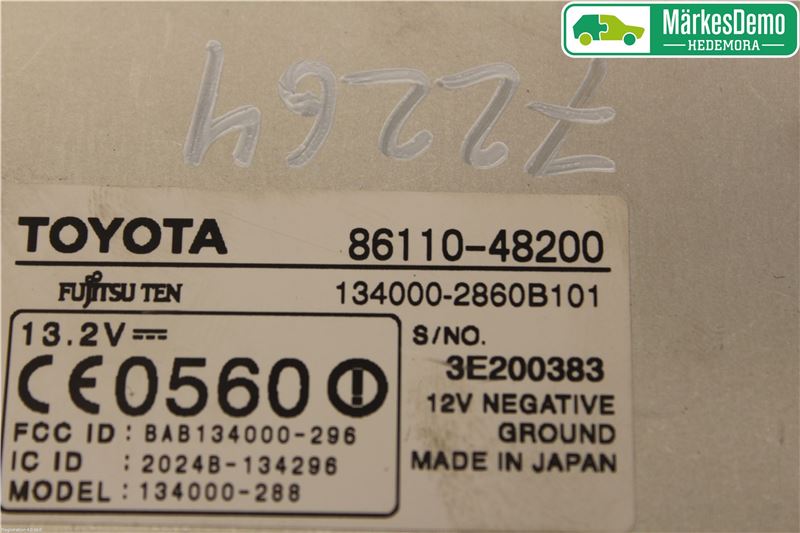 MärkesDemo
HEDEMORA
72264
TOYOTA 86110-48200
FUJITSU TEN 134000-2860B101
13.2V S/NO.
CE0560 3E200383
FCC ID : BAB134000-296 12V NEGATIVE
IC ID : 2024B-134296 GROUND
MODEL : 134000-288 MADE IN JAPAN